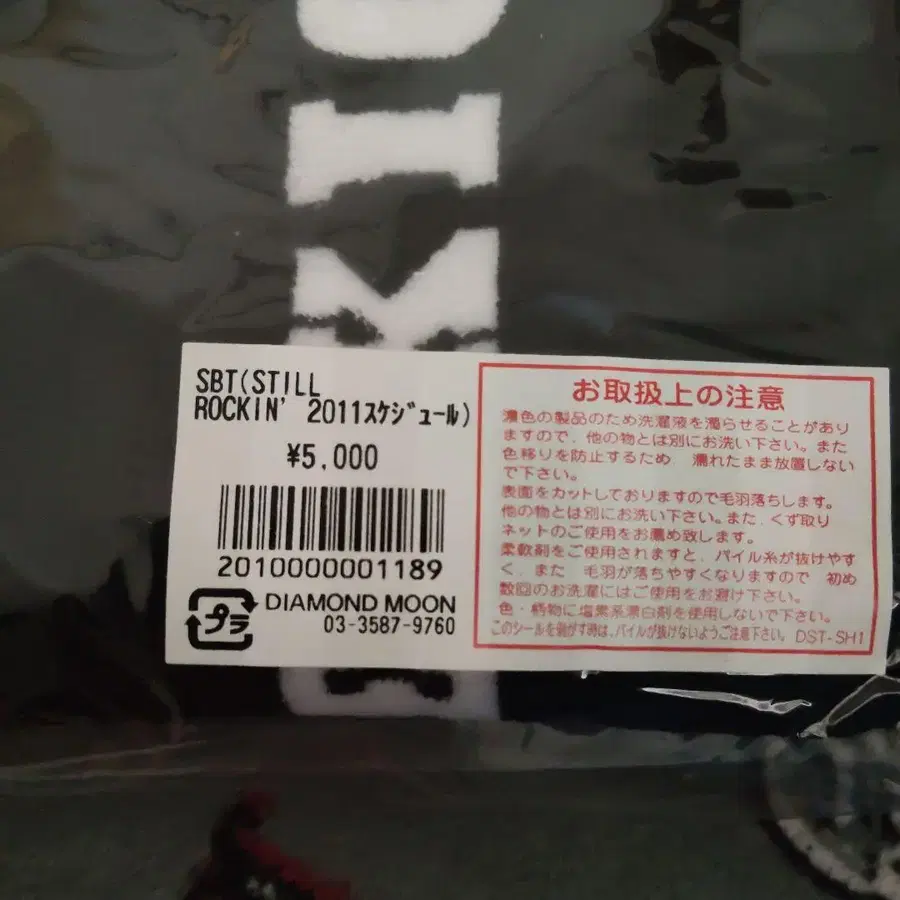 SBT(STILL
ROCKIN' 2011ｽｹｼﾞｭｰﾙ)
¥5,000
2010000001189
プラ
DIAMOND MOON
03-3587-9760
お取扱上の注意
濃色の製品のため洗濯液を濁らせることがあり
ますので、他の物とは別にお洗い下さい。また
色移りを防止するため 濡れたまま放置しない
で下さい。
表面をカットしておりますので毛羽落ちします。
他の物とは別にお洗い下さい。また、くず取り
ネットのご使用をお薦め致します。
柔軟剤をご使用されますと、パイル糸が抜けやす
く、また 毛羽が落ちやすくなりますので 初め
数回のお洗濯にはご使用をお避け下さい。
色・柄物に塩素系漂白剤を使用しないで下さい。
このシールを剥がす時は、パイルが抜けないようご注意下さい。 DST-SH1